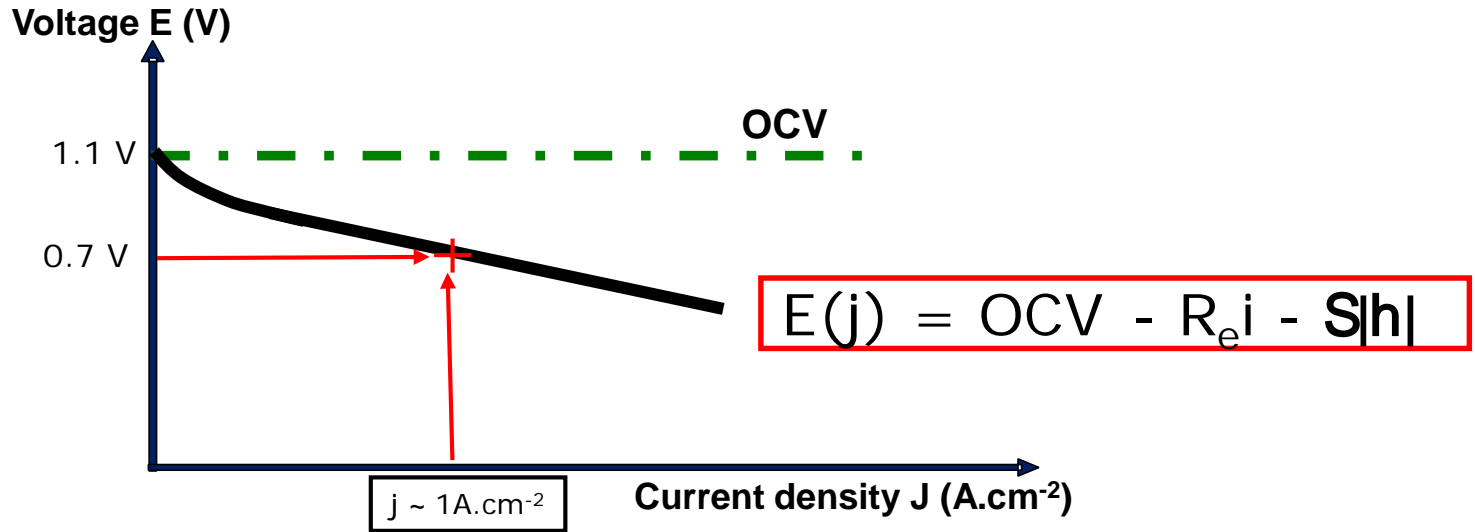 Voltage E (V)
OCV
1.1 V
0.7 V
E(j) = OCV - Rₑi - S|h|
j ~ 1A.cm⁻²
Current density J (A.cm⁻²)